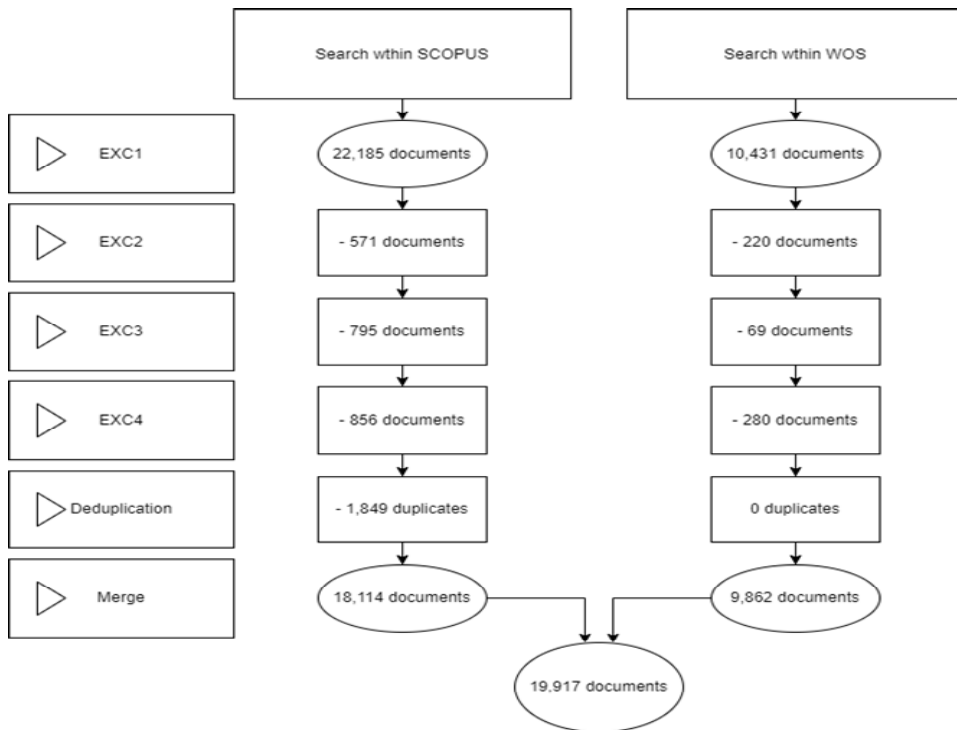 Search wthin SCOPUS
Search wthin WOS
EXC1
22,185 documents
10,431 documents
EXC2
- 571 documents
- 220 documents
EXC3
- 795 documents
- 69 documents
EXC4
- 856 documents
- 280 documents
Deduplication
- 1,849 duplicates
0 duplicates
Merge
18,114 documents
9,862 documents
19,917 documents